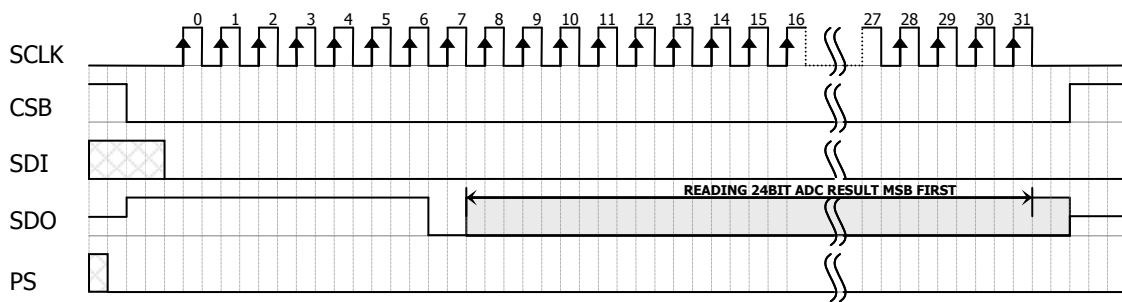 0 1 2 3 4 5 6 7 8 9 10 11 12 13 14 15 16 27 28 29 30 31
SCLK
CSB
SDI
READING 24BIT ADC RESULT MSB FIRST
SDO
PS